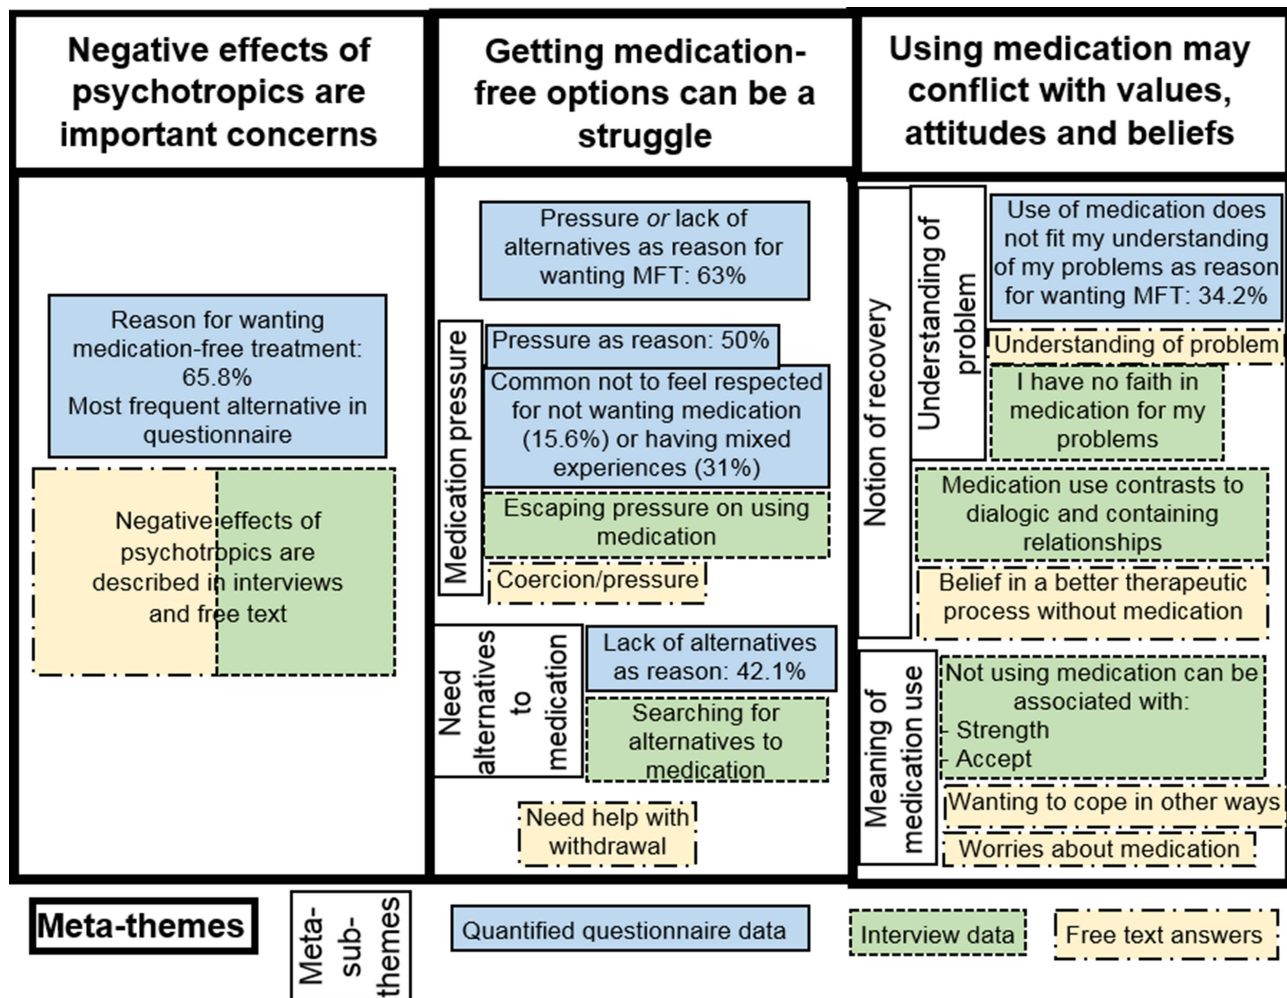 Negative effects of
psychotropics are
important concerns
Getting medication-
free options can be a
struggle
Using medication may
conflict with values,
attitudes and beliefs
Reason for wanting
medication-free treatment:
65.8%
Most frequent alternative in
questionnaire
Negative effects of
psychotropics are
described in interviews
and free text
Pressure or lack of
alternatives as reason for
wanting MFT: 63%
Medication pressure
Pressure as reason: 50%
Common not to feel respected
for not wanting medication
(15.6%) or having mixed
experiences (31%)
Escaping pressure on using
medication
Coercion/pressure
Need
alternatives
to
medication
Lack of alternatives
as reason: 42.1%
Searching for
alternatives to
medication
Need help with
withdrawal
Notion of recovery
Understanding of
problem
Use of medication does
not fit my understanding
of my problems as reason
for wanting MFT: 34.2%
Understanding of problem
I have no faith in
medication for my
problems
Medication use contrasts to
dialogic and containing
relationships
Belief in a better therapeutic
process without medication
Meaning of
medication use
Not using medication can be
associated with:
- Strength
- Accept
Wanting to cope in other ways
Worries about medication
Meta-themes
Meta-
sub-
themes
Quantified questionnaire data
Interview data
Free text answers